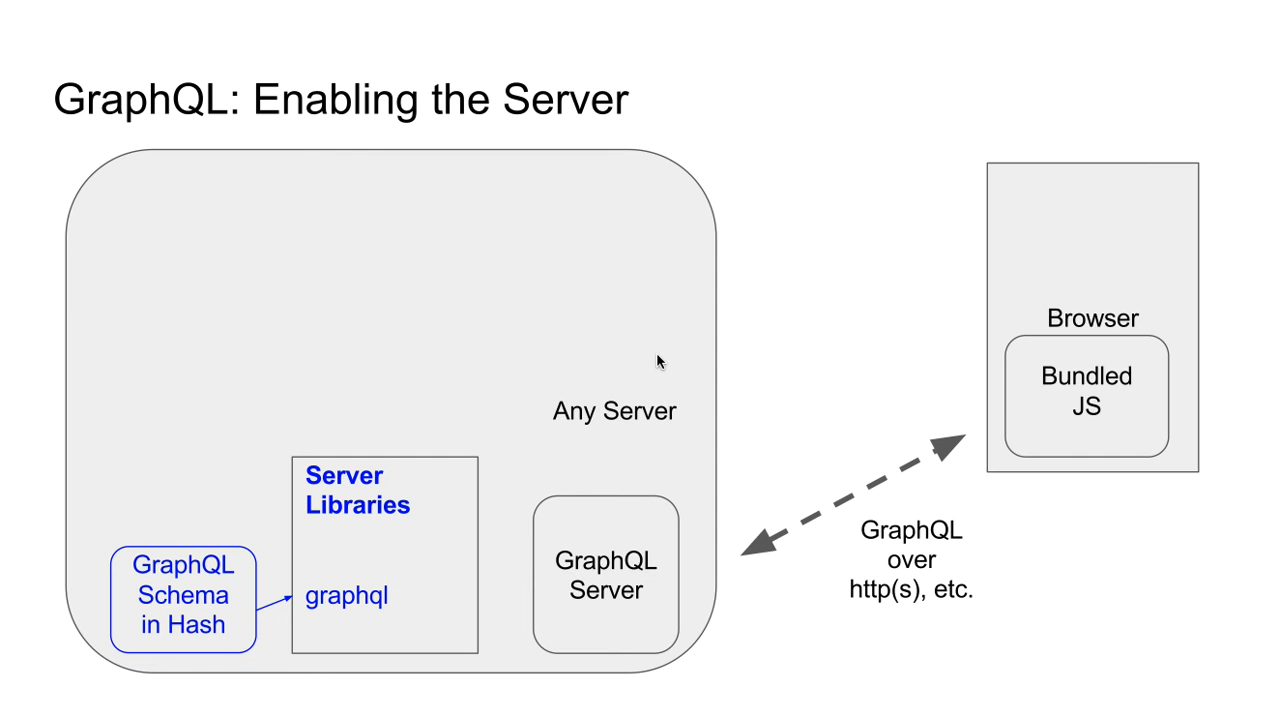 GraphQL: Enabling the Server
Any Server
Server
Libraries
graphql
GraphQL
Schema
in Hash
GraphQL
Server
GraphQL
over
http(s), etc.
Browser
Bundled
JS